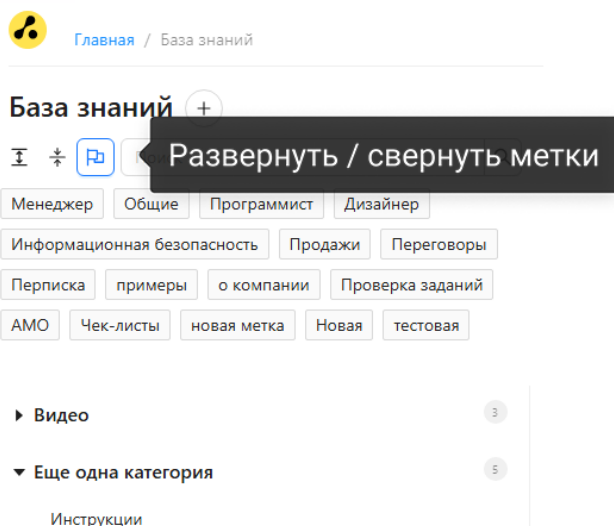 Главная / База знаний
База знаний +
Развернуть / свернуть метки
Менеджер Общие Программист Дизайнер
Информационная безопасность Продажи Переговоры
Перписка примеры о компании Проверка заданий
АМО Чек-листы новая метка Новая тестовая
Видео 3
Еще одна категория 5
Инструкции